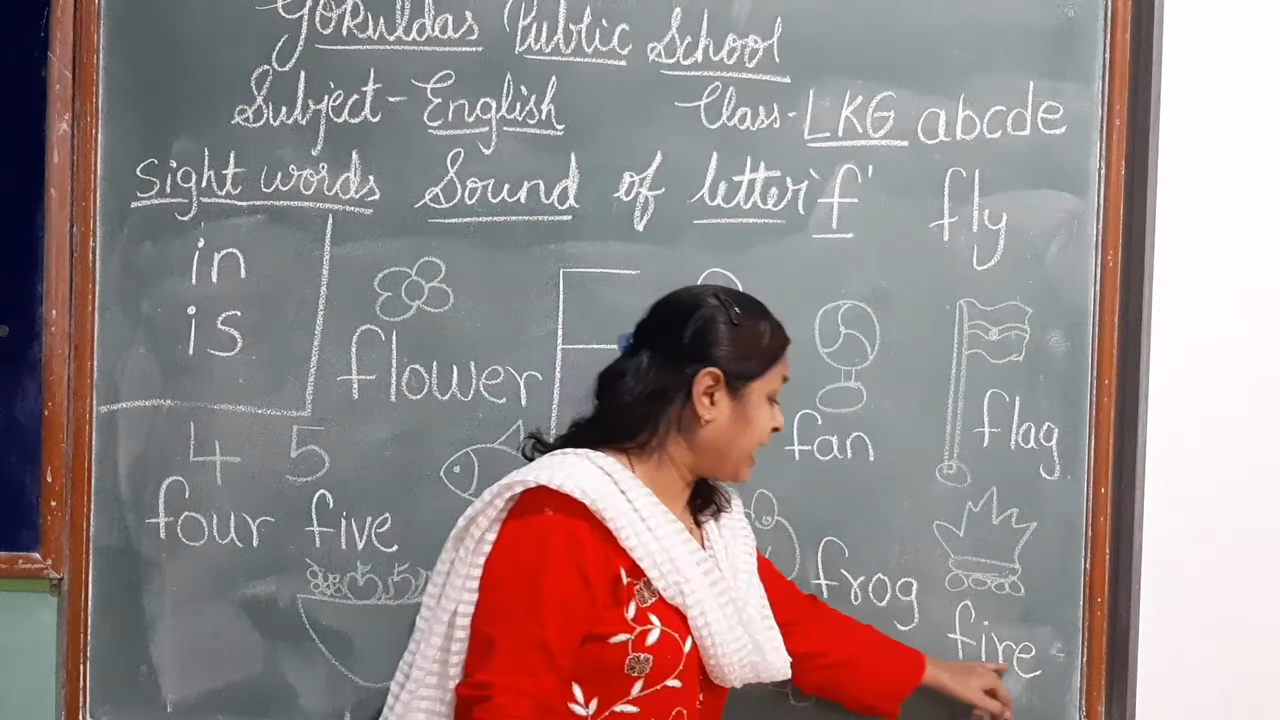 Gokuldas Public School
Subject- English Class- LKG abcde
Sight words Sound of letter 'f' fly
in
is
flower F fan flag
4 5
four five frog fire